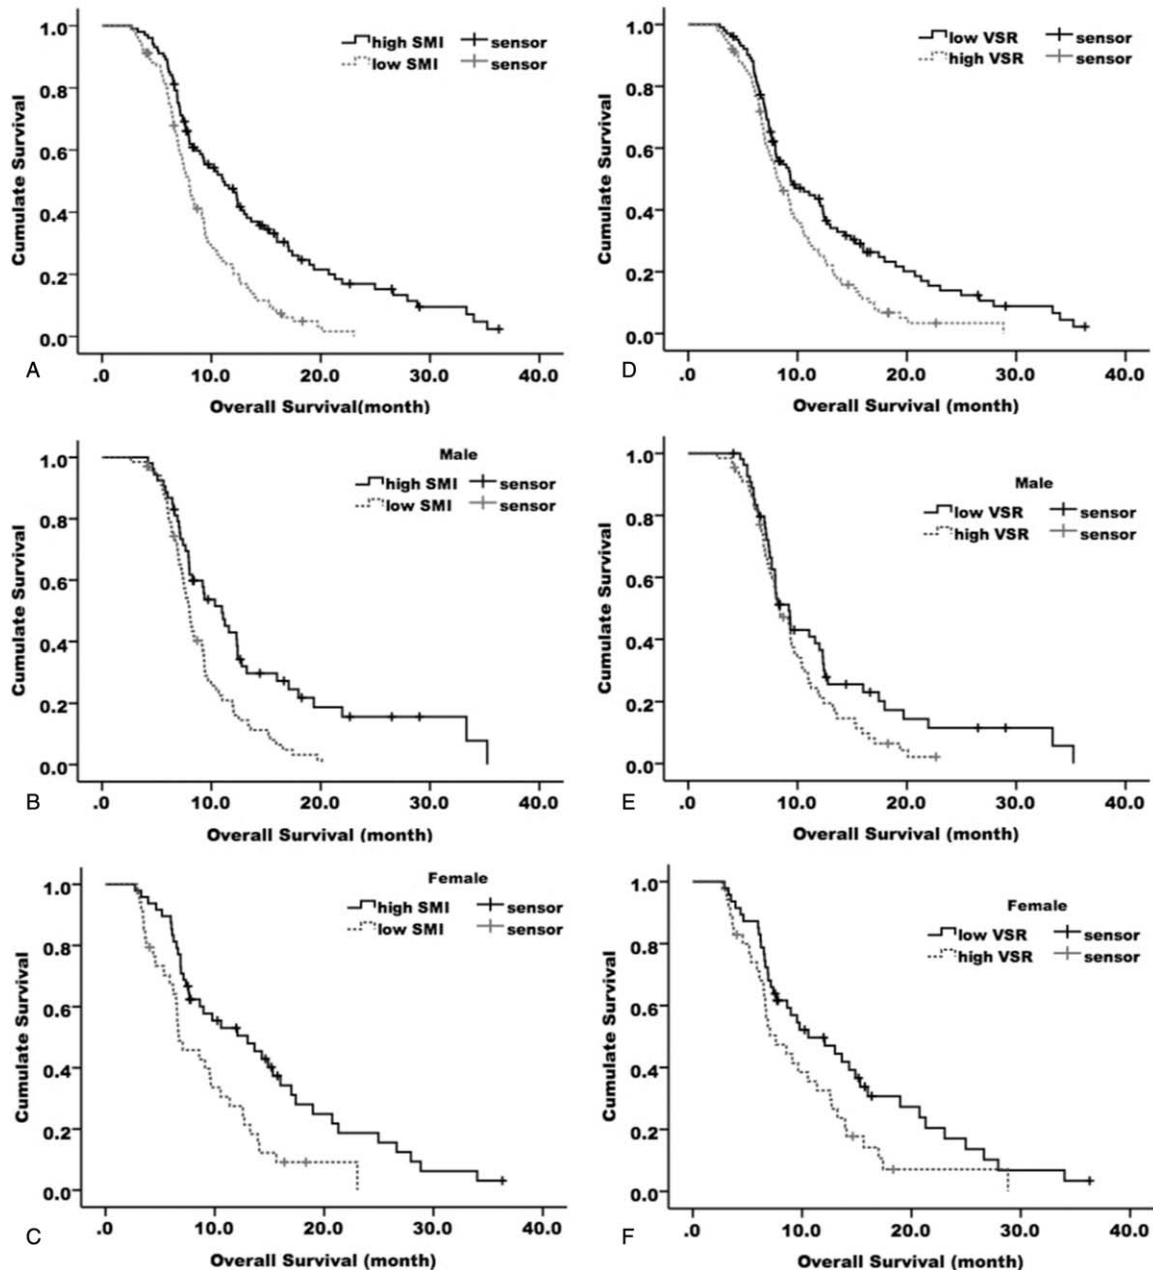 1.0
0.8
0.6
0.4
0.2
0.0
Cumulate Survival
high SMI sensor
low SMI sensor
.0 10.0 20.0 30.0 40.0
Overall Survival(month)
A
1.0
0.8
0.6
0.4
0.2
0.0
Cumulate Survival
low VSR sensor
high VSR sensor
.0 10.0 20.0 30.0 40.0
Overall Survival (month)
D
1.0
0.8
0.6
0.4
0.2
0.0
Cumulate Survival
Male
high SMI sensor
low SMI sensor
.0 10.0 20.0 30.0 40.0
Overall Survival (month)
B
1.0
0.8
0.6
0.4
0.2
0.0
Cumulate Survival
Male
low VSR sensor
high VSR sensor
.0 10.0 20.0 30.0 40.0
Overall Survival (month)
E
1.0
0.8
0.6
0.4
0.2
0.0
Cumulate Survival
Female
high SMI sensor
low SMI sensor
.0 10.0 20.0 30.0 40.0
Overall Survival (month)
C
1.0
0.8
0.6
0.4
0.2
0.0
Cumulate Survival
Female
low VSR sensor
high VSR sensor
.0 10.0 20.0 30.0 40.0
Overall Survival (month)
F